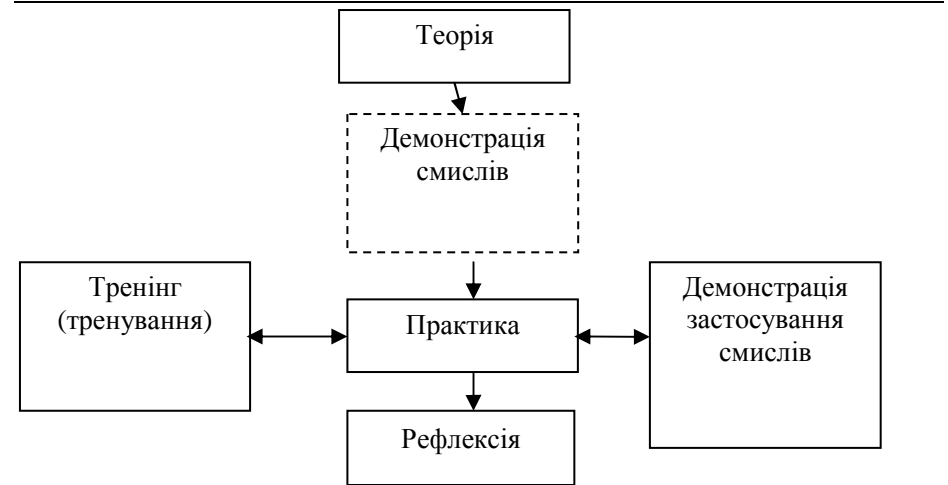 Теорія
Демонстрація
смислів
Тренінг
(тренування)
Практика
Демонстрація
застосування
смислів
Рефлексія